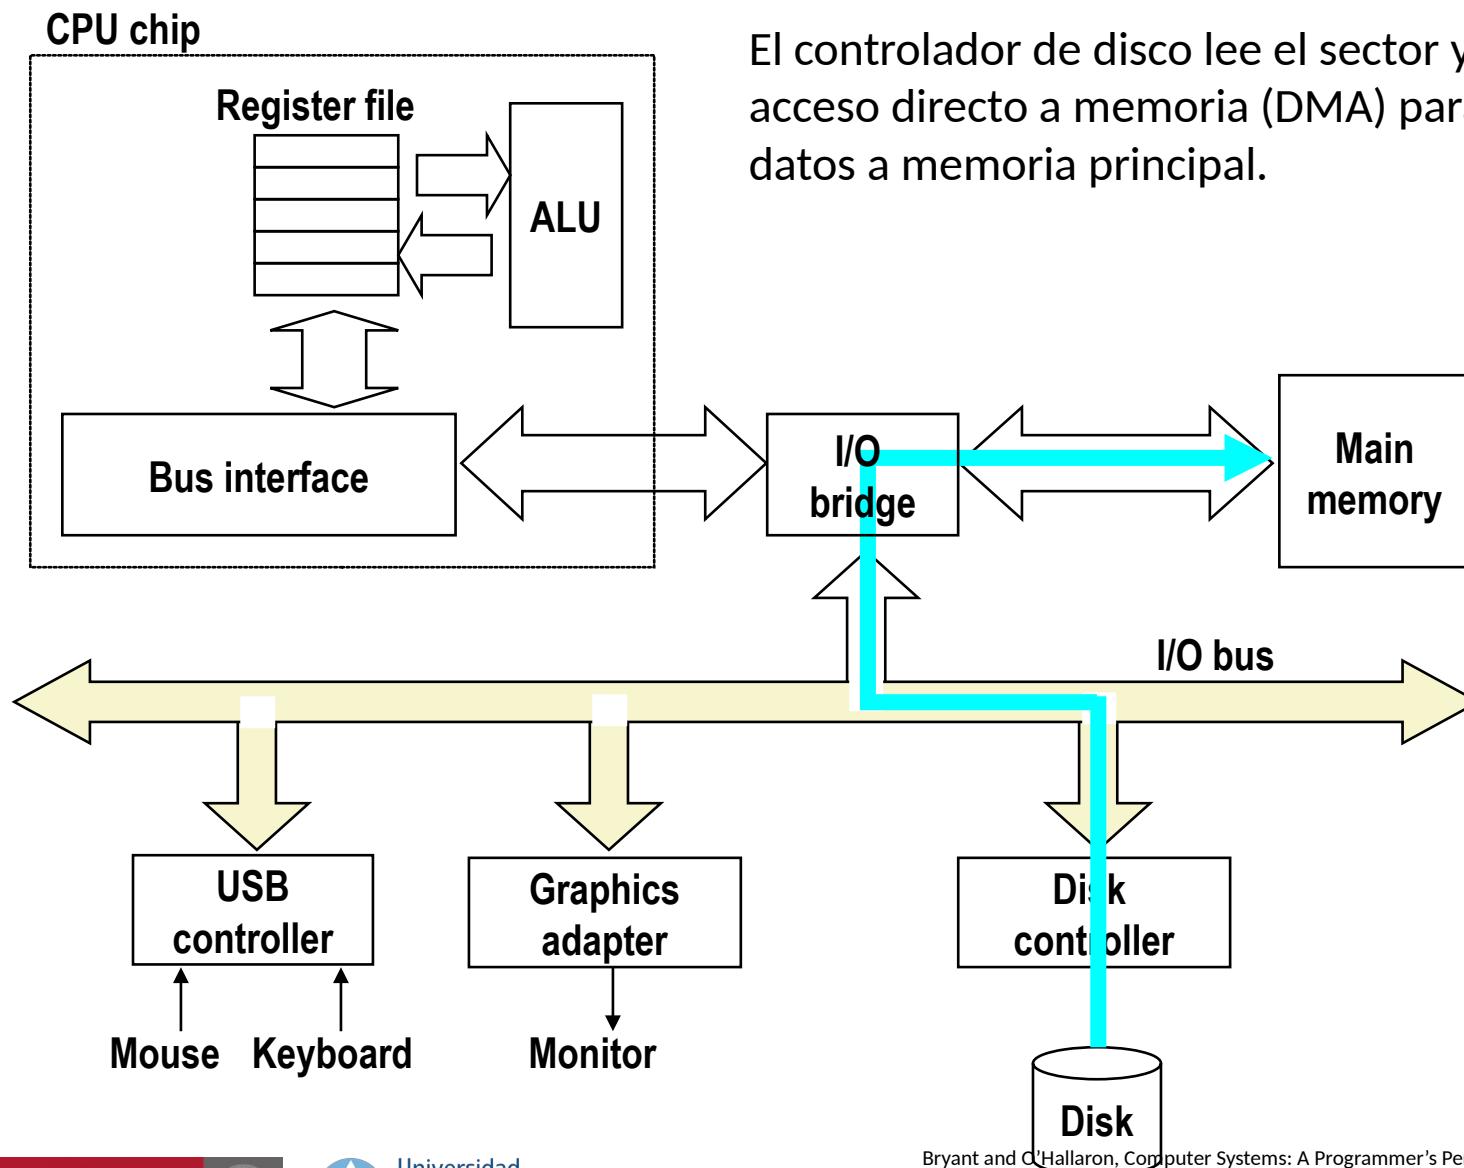 CPU chip
El controlador de disco lee el sector y
acceso directo a memoria (DMA)
datos a memoria principal.
Register file
ALU
Bus interface
I/O
bridge
Main
memory
I/O bus
USB
controller
Graphics
adapter
Disk
controller
Mouse
Keyboard
Monitor
Disk
Universidad
Bryant and O'Hallaron, Computer Systems: A Programmer's